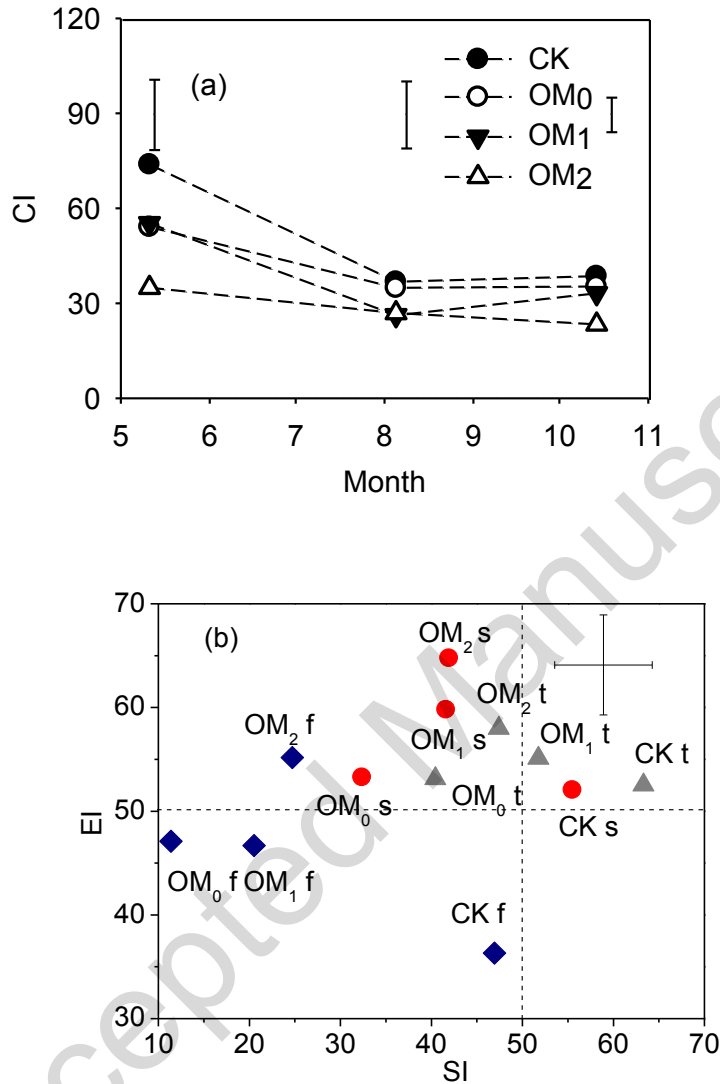 120
90
60
30
0
CI
(a)
CK
OM0
OM1
OM2
5 6 7 8 9 10 11
Month
70
60
50
40
30
EI
(b)
OM2 s
OM2 t
OM2 f
OM1 s
OM1 t
CK t
OM0 s
OM0 t
CK s
OM0 f OM1 f
CK f
10 20 30 40 50 60 70
SI
cepted Manusc